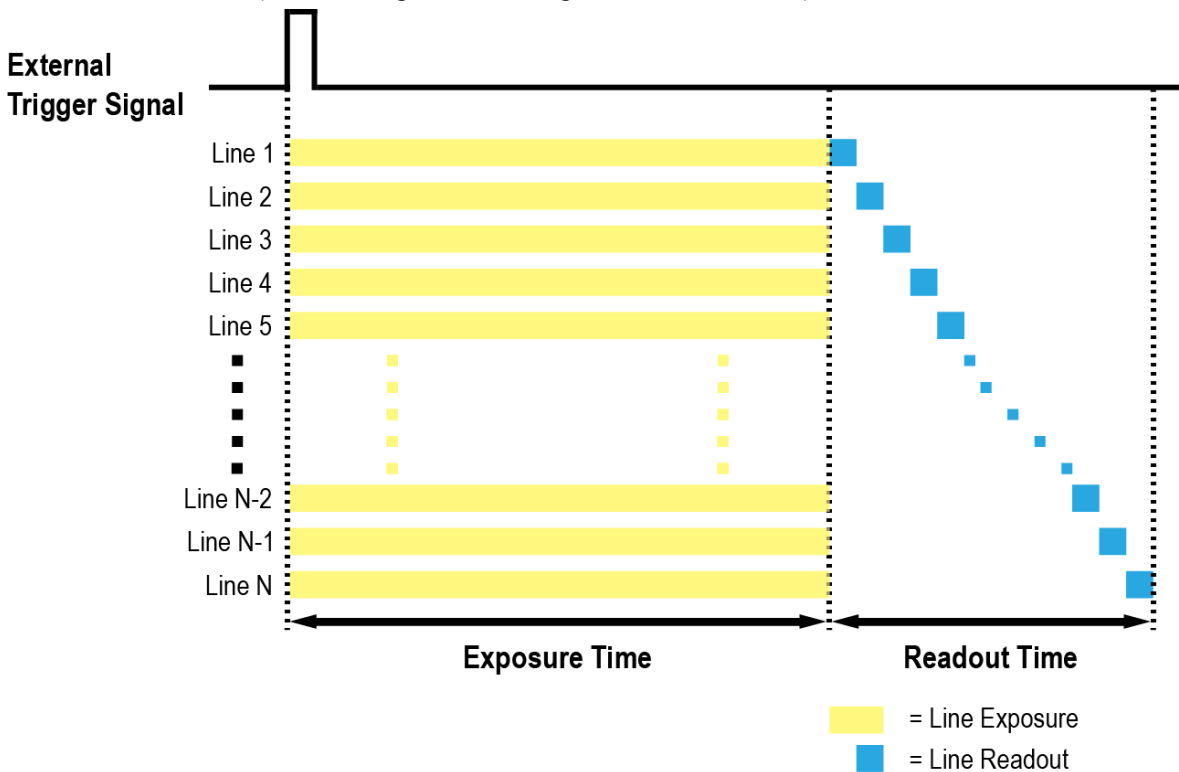 External
Trigger Signal
Line 1
Line 2
Line 3
Line 4
Line 5
Line N-2
Line N-1
Line N
Exposure Time
Readout Time
= Line Exposure
= Line Readout